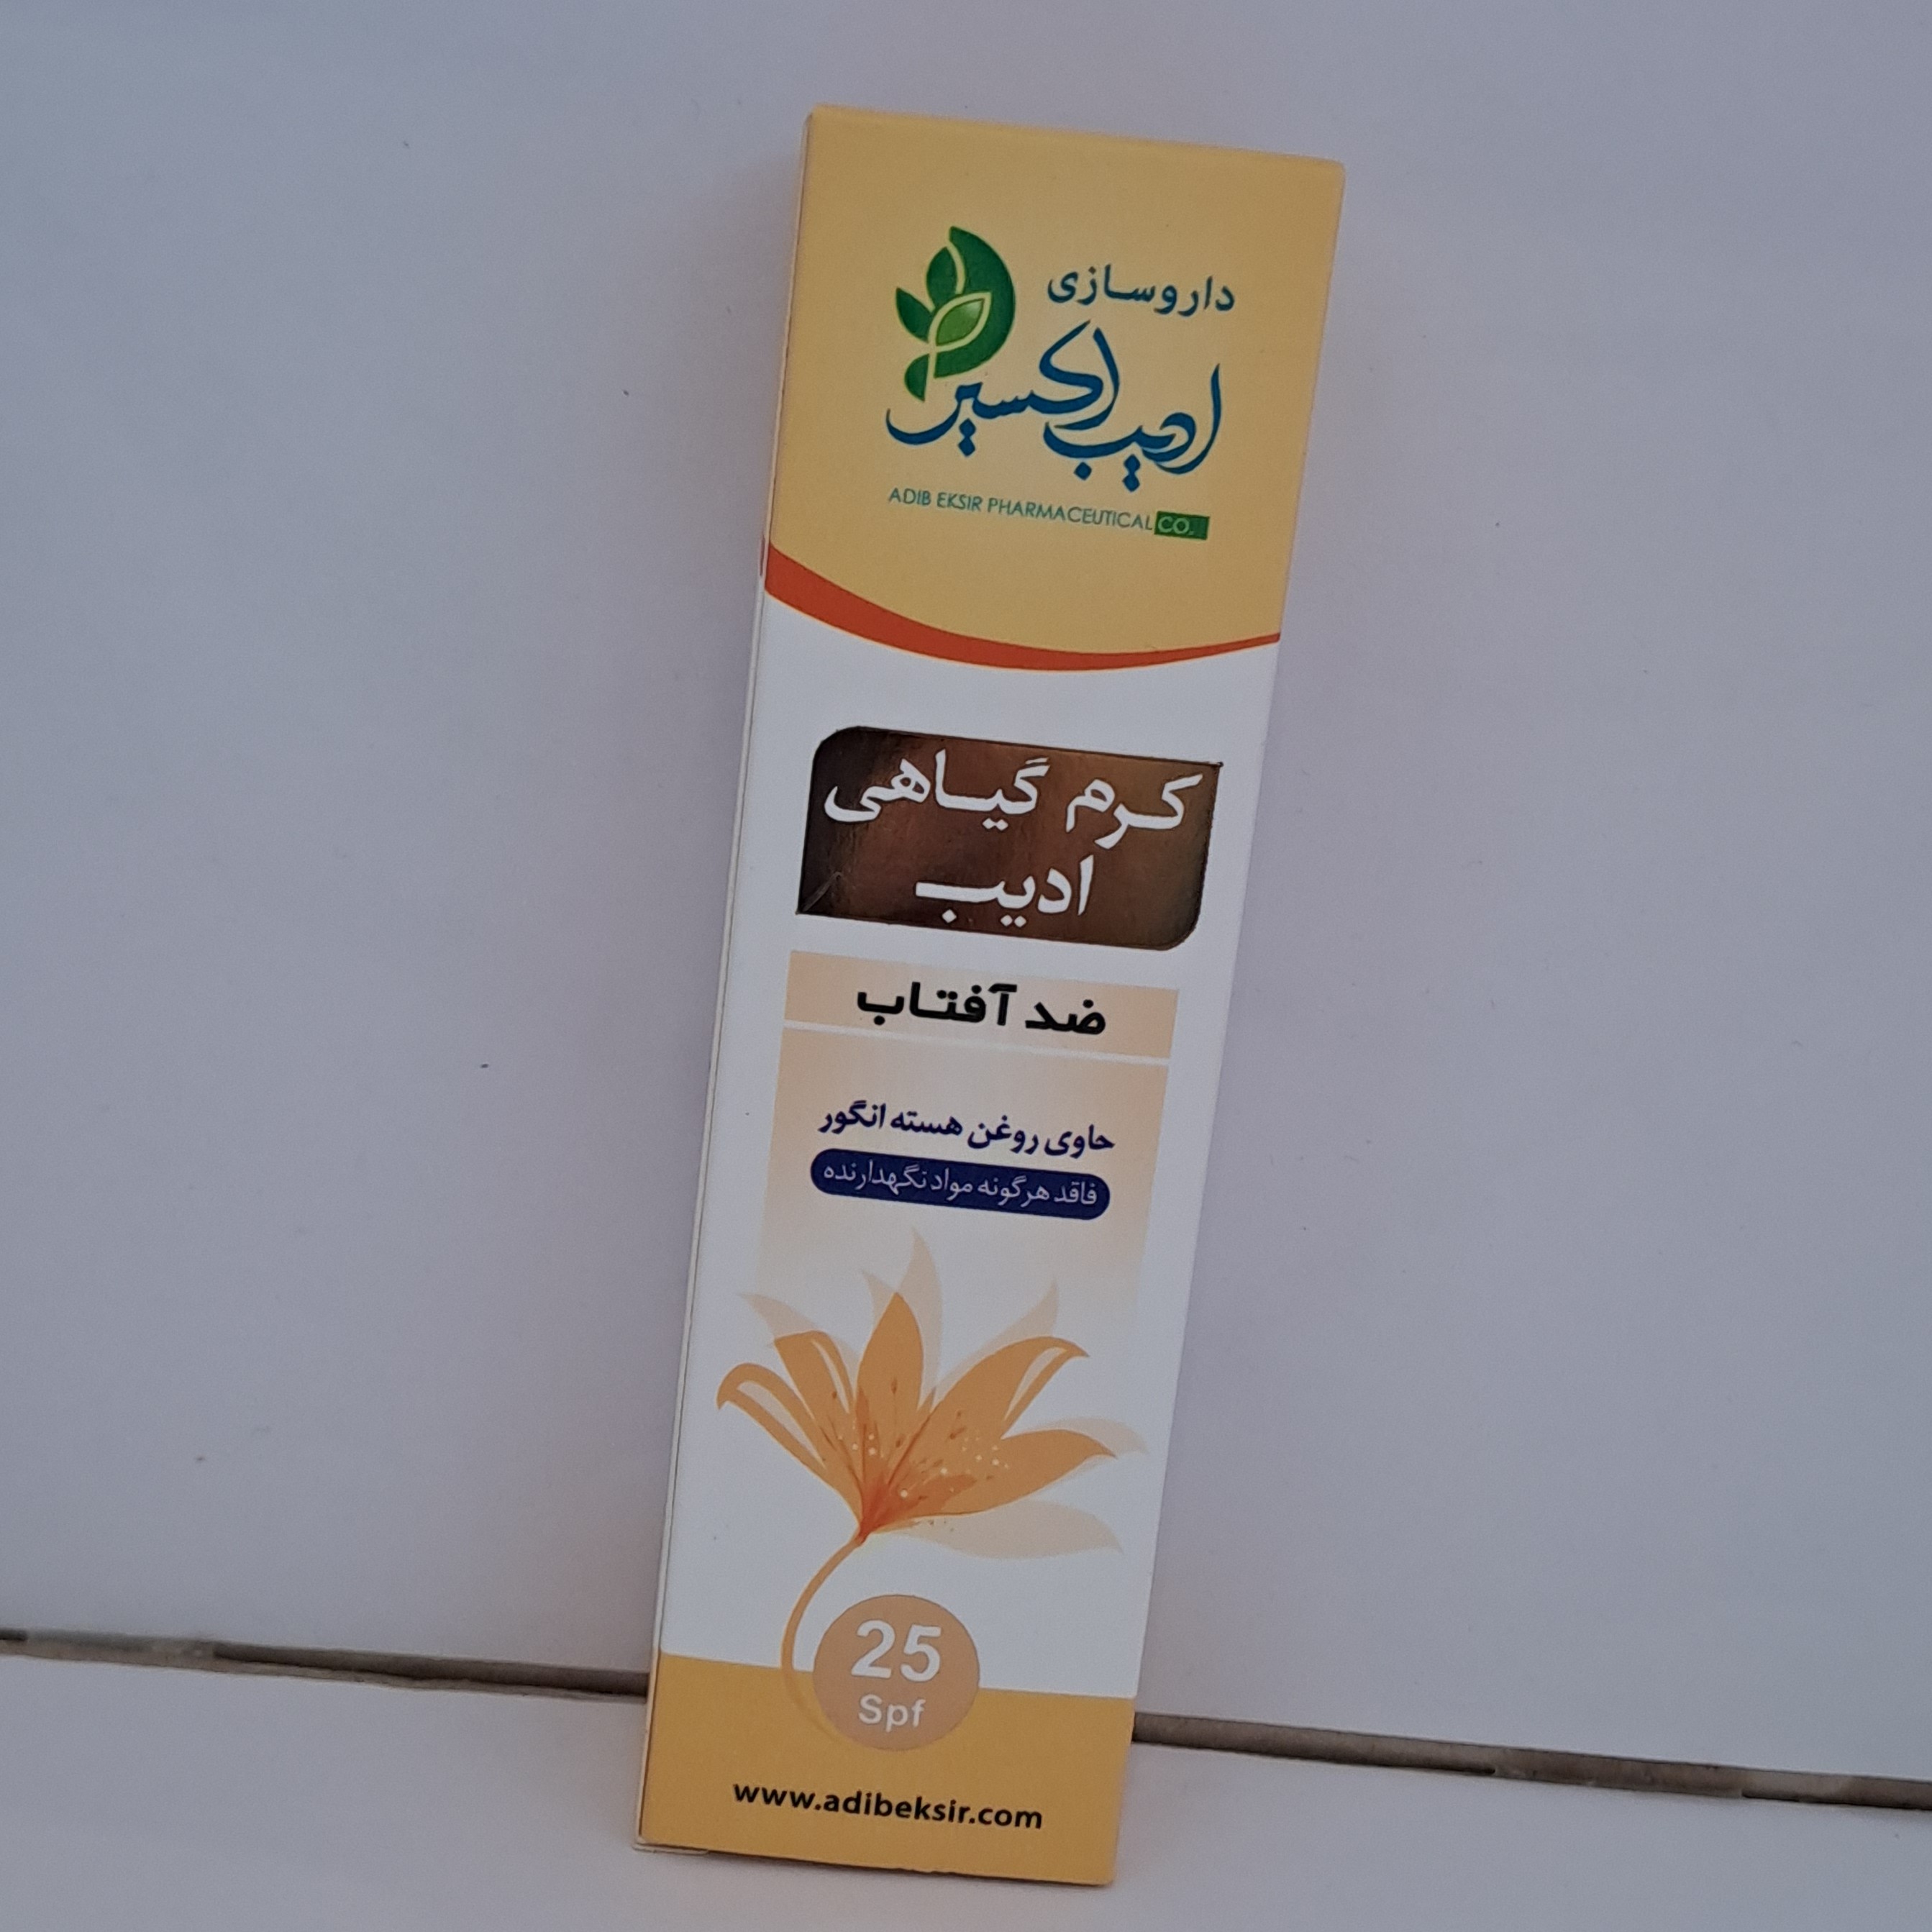 داروسازی
ادیب اکسیر
ADIB EKSIR PHARMACEUTICAL CO.
کرم گیاهی
ادیب
ضد آفتاب
حاوی روغن هسته انگور
فاقد هرگونه مواد نگهدارنده
25
Spf
www.adibeksir.com